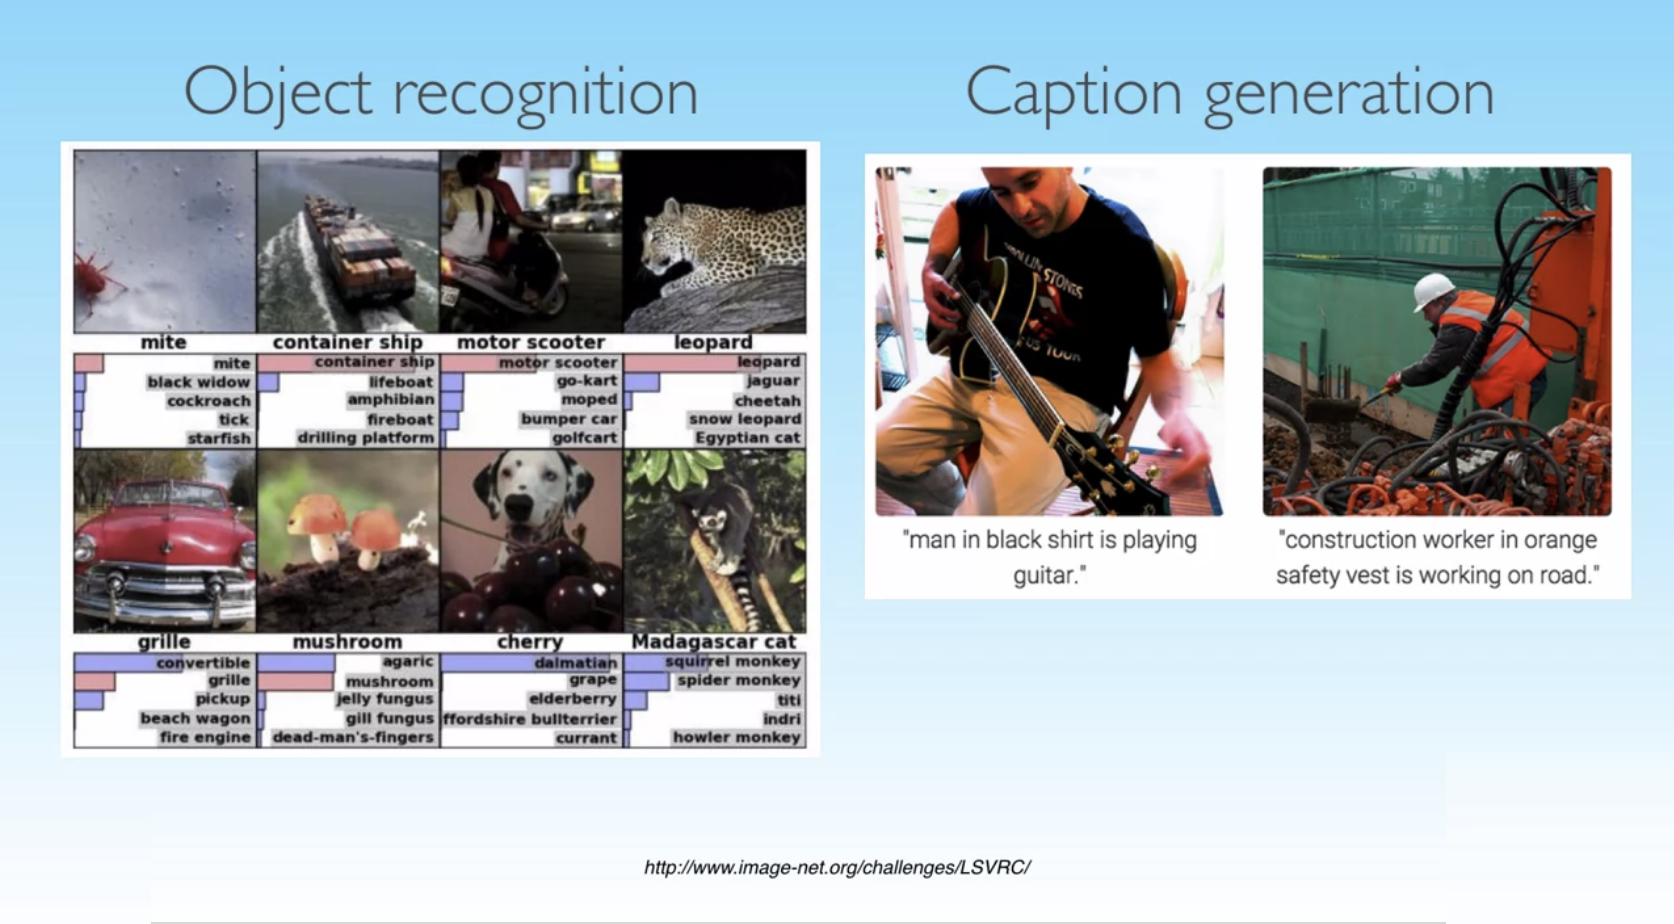 Object recognition
mite
container ship
motor scooter
leopard
mite
black widow
cockroach
tick
starfish
container ship
lifeboat
amphibian
fireboat
drilling platform
motor scooter
go-kart
moped
bumper car
golfcart
leopard
jaguar
cheetah
snow leopard
Egyptian cat
grille
mushroom
cherry
Madagascar cat
convertible
grille
pickup
beach wagon
fire engine
agaric
mushroom
jelly fungus
gill fungus
dead-man's-fingers
dalmatian
grape
elderberry
ffordshire bullterrier
currant
squirrel monkey
spider monkey
titi
indri
howler monkey
Caption generation
STONES
TOUR
"man in black shirt is playing
guitar."
"construction worker in orange
safety vest is working on road."
http://www.image-net.org/challenges/LSVRC/